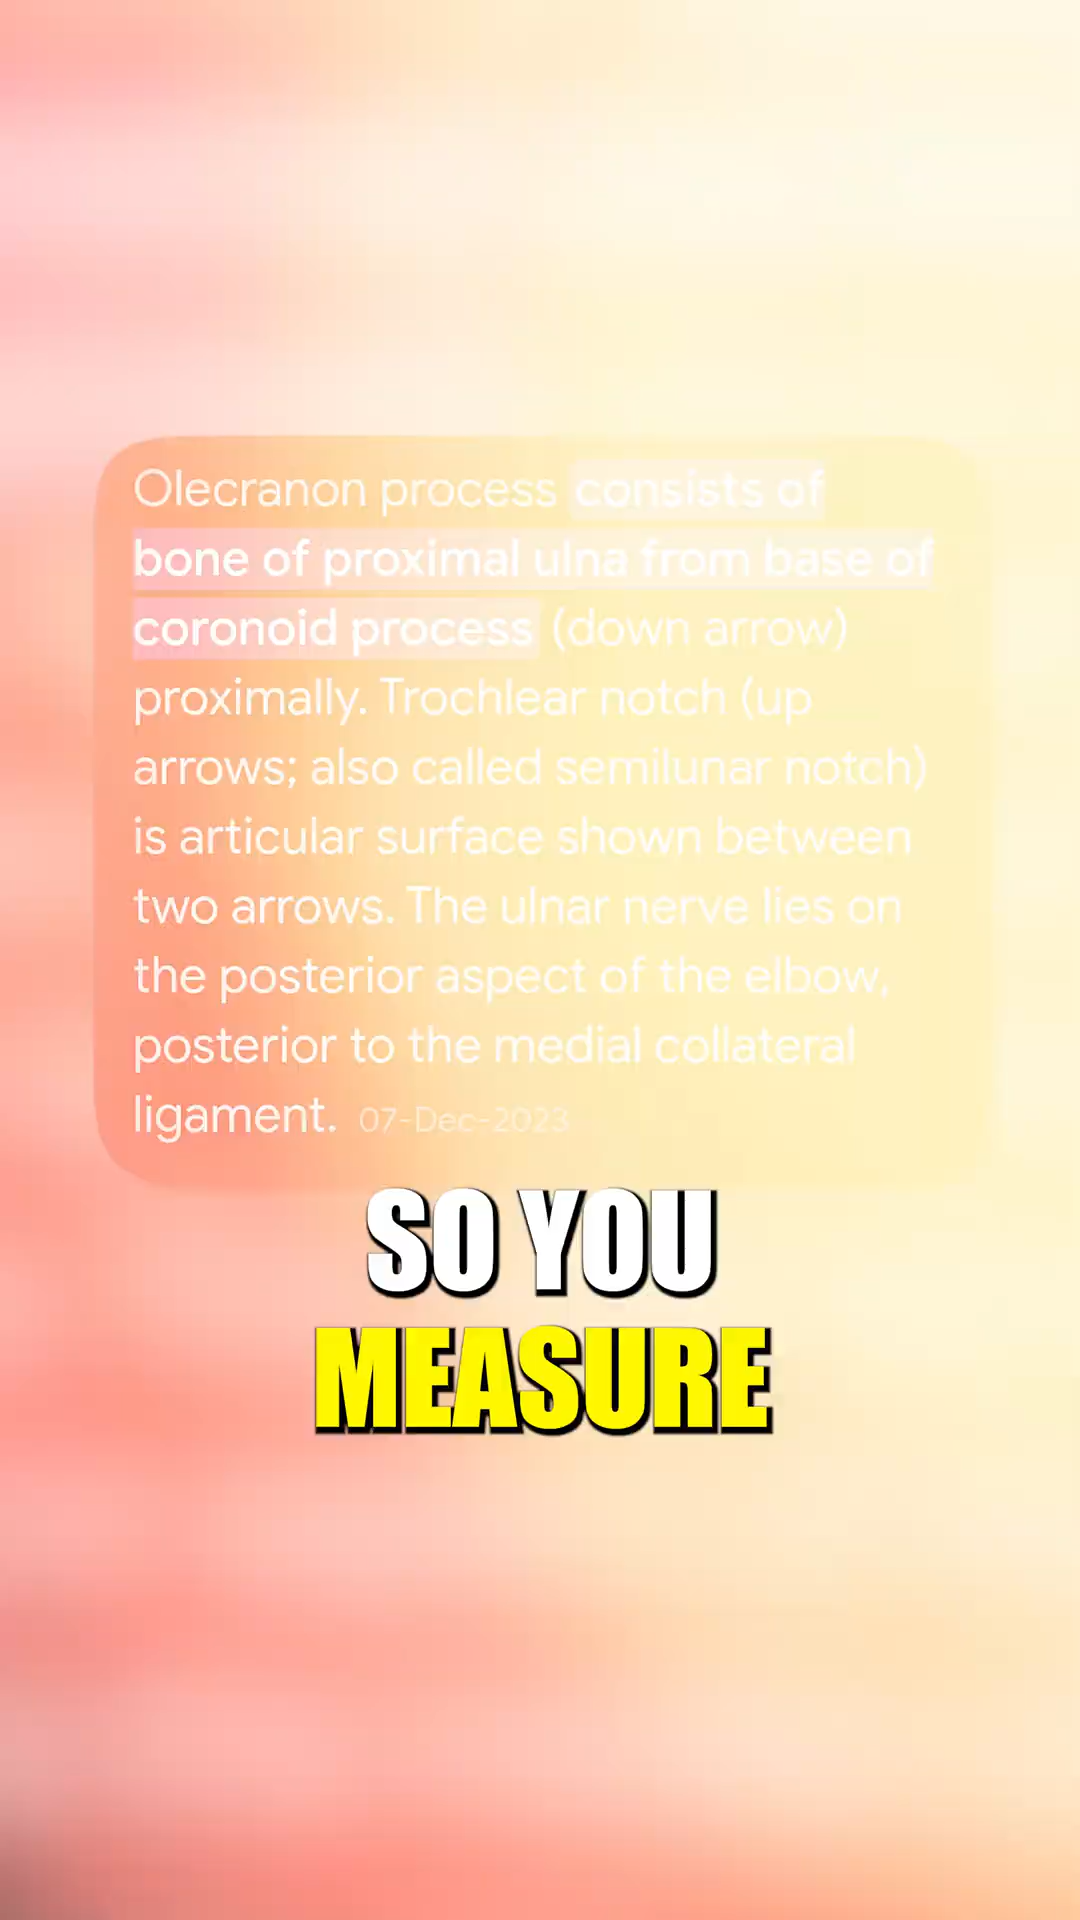 Olecranon process consists of
bone of proximal ulna from base of
coronoid process (down arrow)
proximally. Trochlear notch (up
arrows; also called semilunar notch)
is articular surface shown between
two arrows. The ulnar nerve lies on
the posterior aspect of the elbow,
posterior to the medial collateral
ligament. 07-Dec-2023
SO YOU
MEASURE